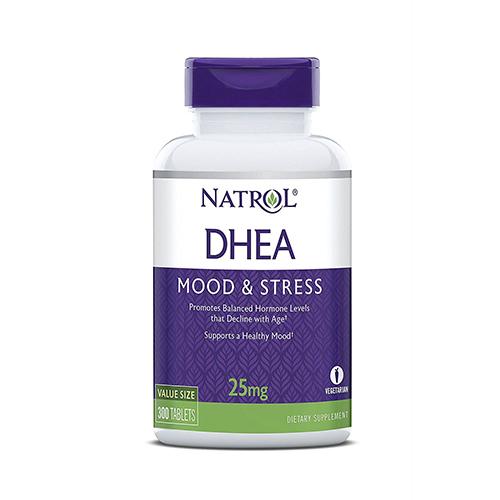 NATROL®
DHEA
MOOD & STRESS
Promotes Balanced Hormone Levels
that Decline with Age†
Supports a Healthy Mood†
25mg
VEGETARIAN
VALUE SIZE
300 TABLETS
DIETARY SUPPLEMENT